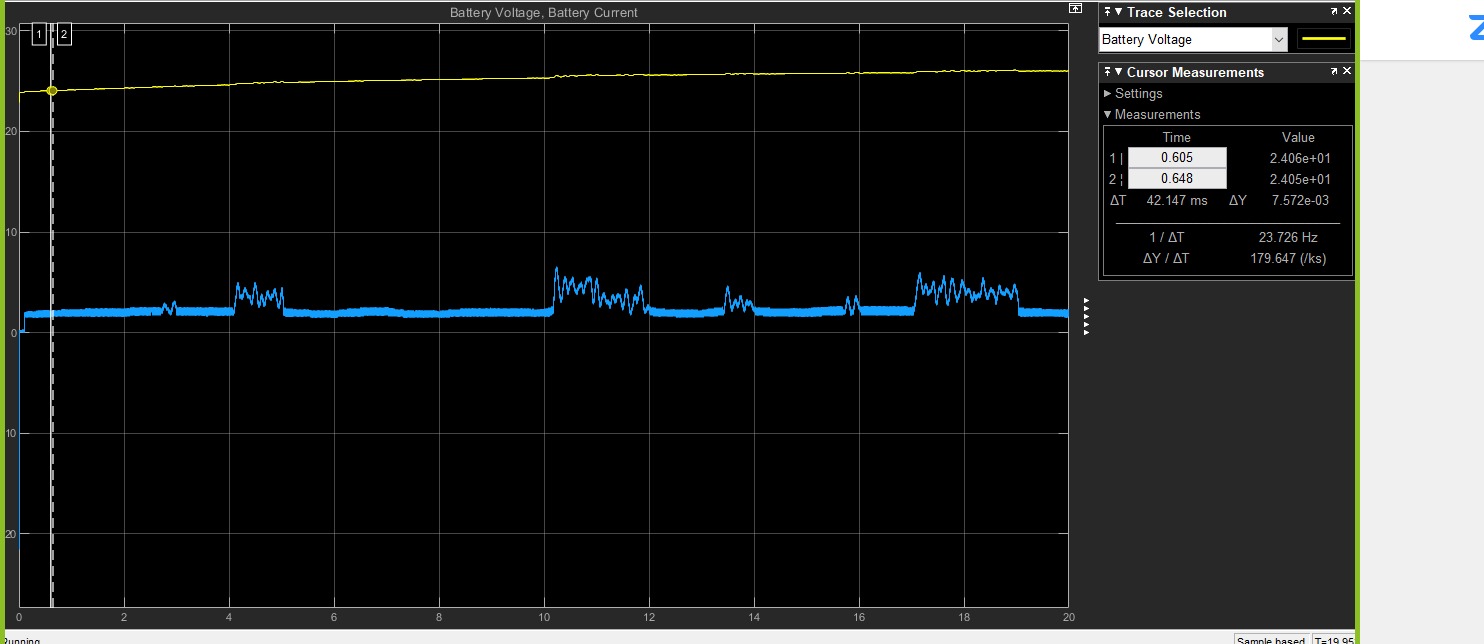 Battery Voltage, Battery Current
30
20
10
0
10
20
0 2 4 6 8 10 12 14 16 18 20
1 2
Trace Selection
Battery Voltage
Cursor Measurements
Settings
Measurements
Time Value
1 | 0.605 2.406e+01
2 ¦ 0.648 2.405e+01
ΔT 42.147 ms ΔY 7.572e-03
1 / ΔT 23.726 Hz
ΔY / ΔT 179.647 (/ks)
Running
Sample based T=19.95